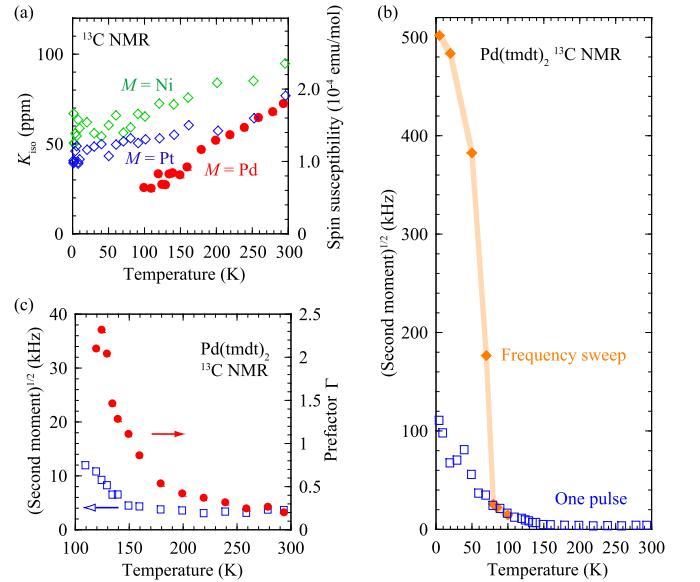 (a)
¹³C NMR
M = Ni
M = Pt
M = Pd
100
50
0
K_iso (ppm)
2.0
1.0
0
Spin susceptibility (10⁻⁴ emu/mol)
0 50 100 150 200 250 300
Temperature (K)
(b)
Pd(tmdt)₂ ¹³C NMR
500
400
300
200
100
0
(Second moment)^1/2 (kHz)
Frequency sweep
One pulse
0 50 100 150 200 250 300
Temperature (K)
(c)
Pd(tmdt)₂
¹³C NMR
40
30
20
10
0
(Second moment)^1/2 (kHz)
2.5
2
1.5
1
0.5
0
Prefactor Γ
100 150 200 250 300
Temperature (K)